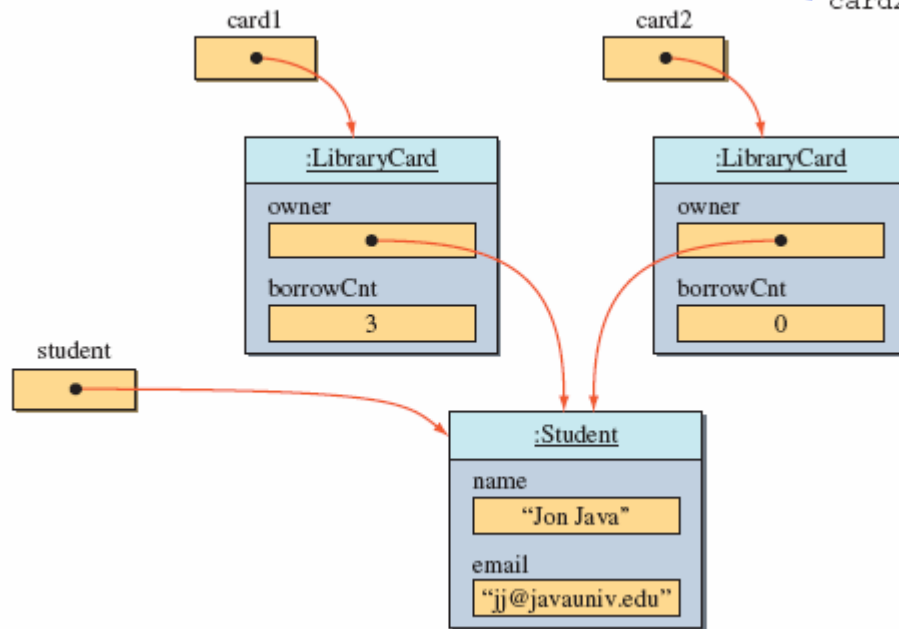 card2
card1
card2
:LibraryCard
:LibraryCard
owner
owner
borrowCnt
borrowCnt
3
0
student
:Student
name
“Jon Java”
email
“jj@javauniv.edu”